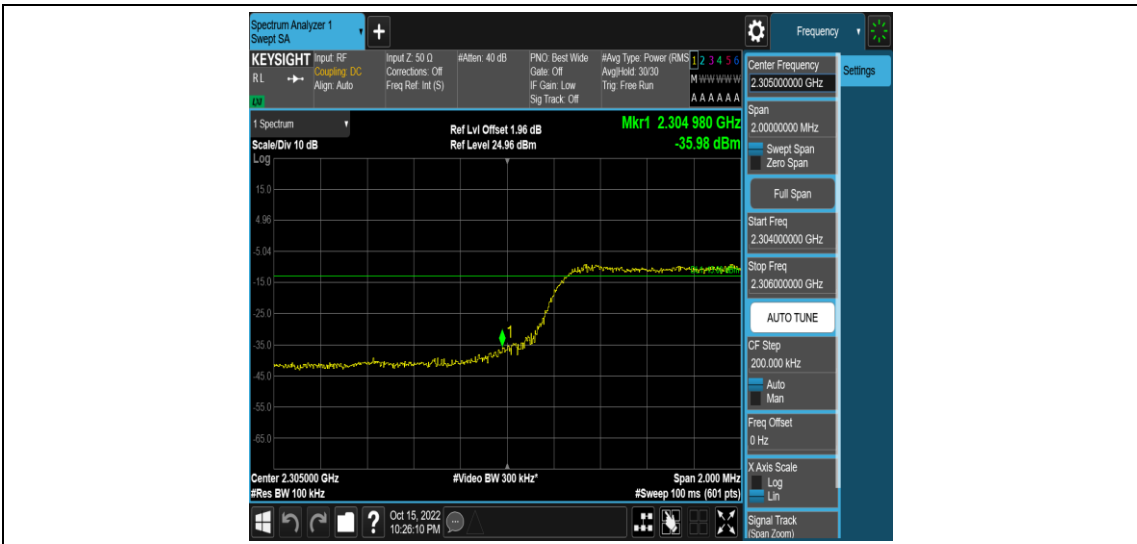 Spectrum Analyzer 1
Swept SA
+
Frequency
KEYSIGHT
RL
LXI
Input: RF
Coupling: DC
Align: Auto
Input Z: 50 Ω
Corrections: Off
Freq Ref: Int (S)
#Atten: 40 dB
PNO: Best Wide
Gate: Off
IF Gain: Low
Sig Track: Off
#Avg Type: Power (RMS
Avg|Hold: 30/30
Trig: Free Run
1 2 3 4 5 6
M W W W W W
A A A A A A
1 Spectrum
Scale/Div 10 dB
Ref Lvl Offset 1.96 dB
Ref Level 24.96 dBm
Mkr1 2.304 980 GHz
-35.98 dBm
Log
15.0
4.96
-5.04
-15.0
-25.0
-35.0
-45.0
-55.0
-65.0
1
Center 2.305000 GHz
#Res BW 100 kHz
#Video BW 300 kHz*
Span 2.000 MHz
#Sweep 100 ms (601 pts)
?
Oct 15, 2022
10:26:10 PM
Center Frequency
2.305000000 GHz
Settings
Span
2.00000000 MHz
Swept Span
Zero Span
Full Span
Start Freq
2.304000000 GHz
Stop Freq
2.306000000 GHz
AUTO TUNE
CF Step
200.000 kHz
Auto
Man
Freq Offset
0 Hz
X Axis Scale
Log
Lin
Signal Track
(Span Zoom)